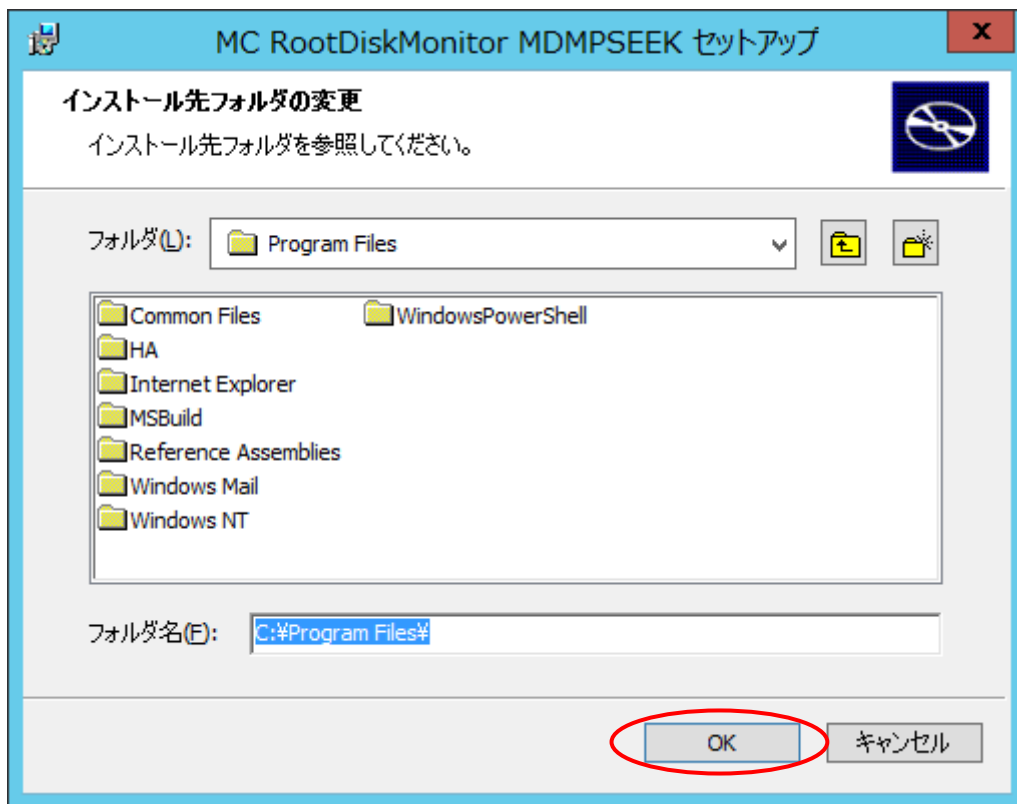 MC RootDiskMonitor MDMPSEEK セットアップ
x
インストール先フォルダの変更
インストール先フォルダを参照してください。
フォルダ(L):
Program Files
Common Files
WindowsPowerShell
HA
Internet Explorer
MSBuild
Reference Assemblies
Windows Mail
Windows NT
フォルダ名(F):
C:¥Program Files¥
OK
キャンセル